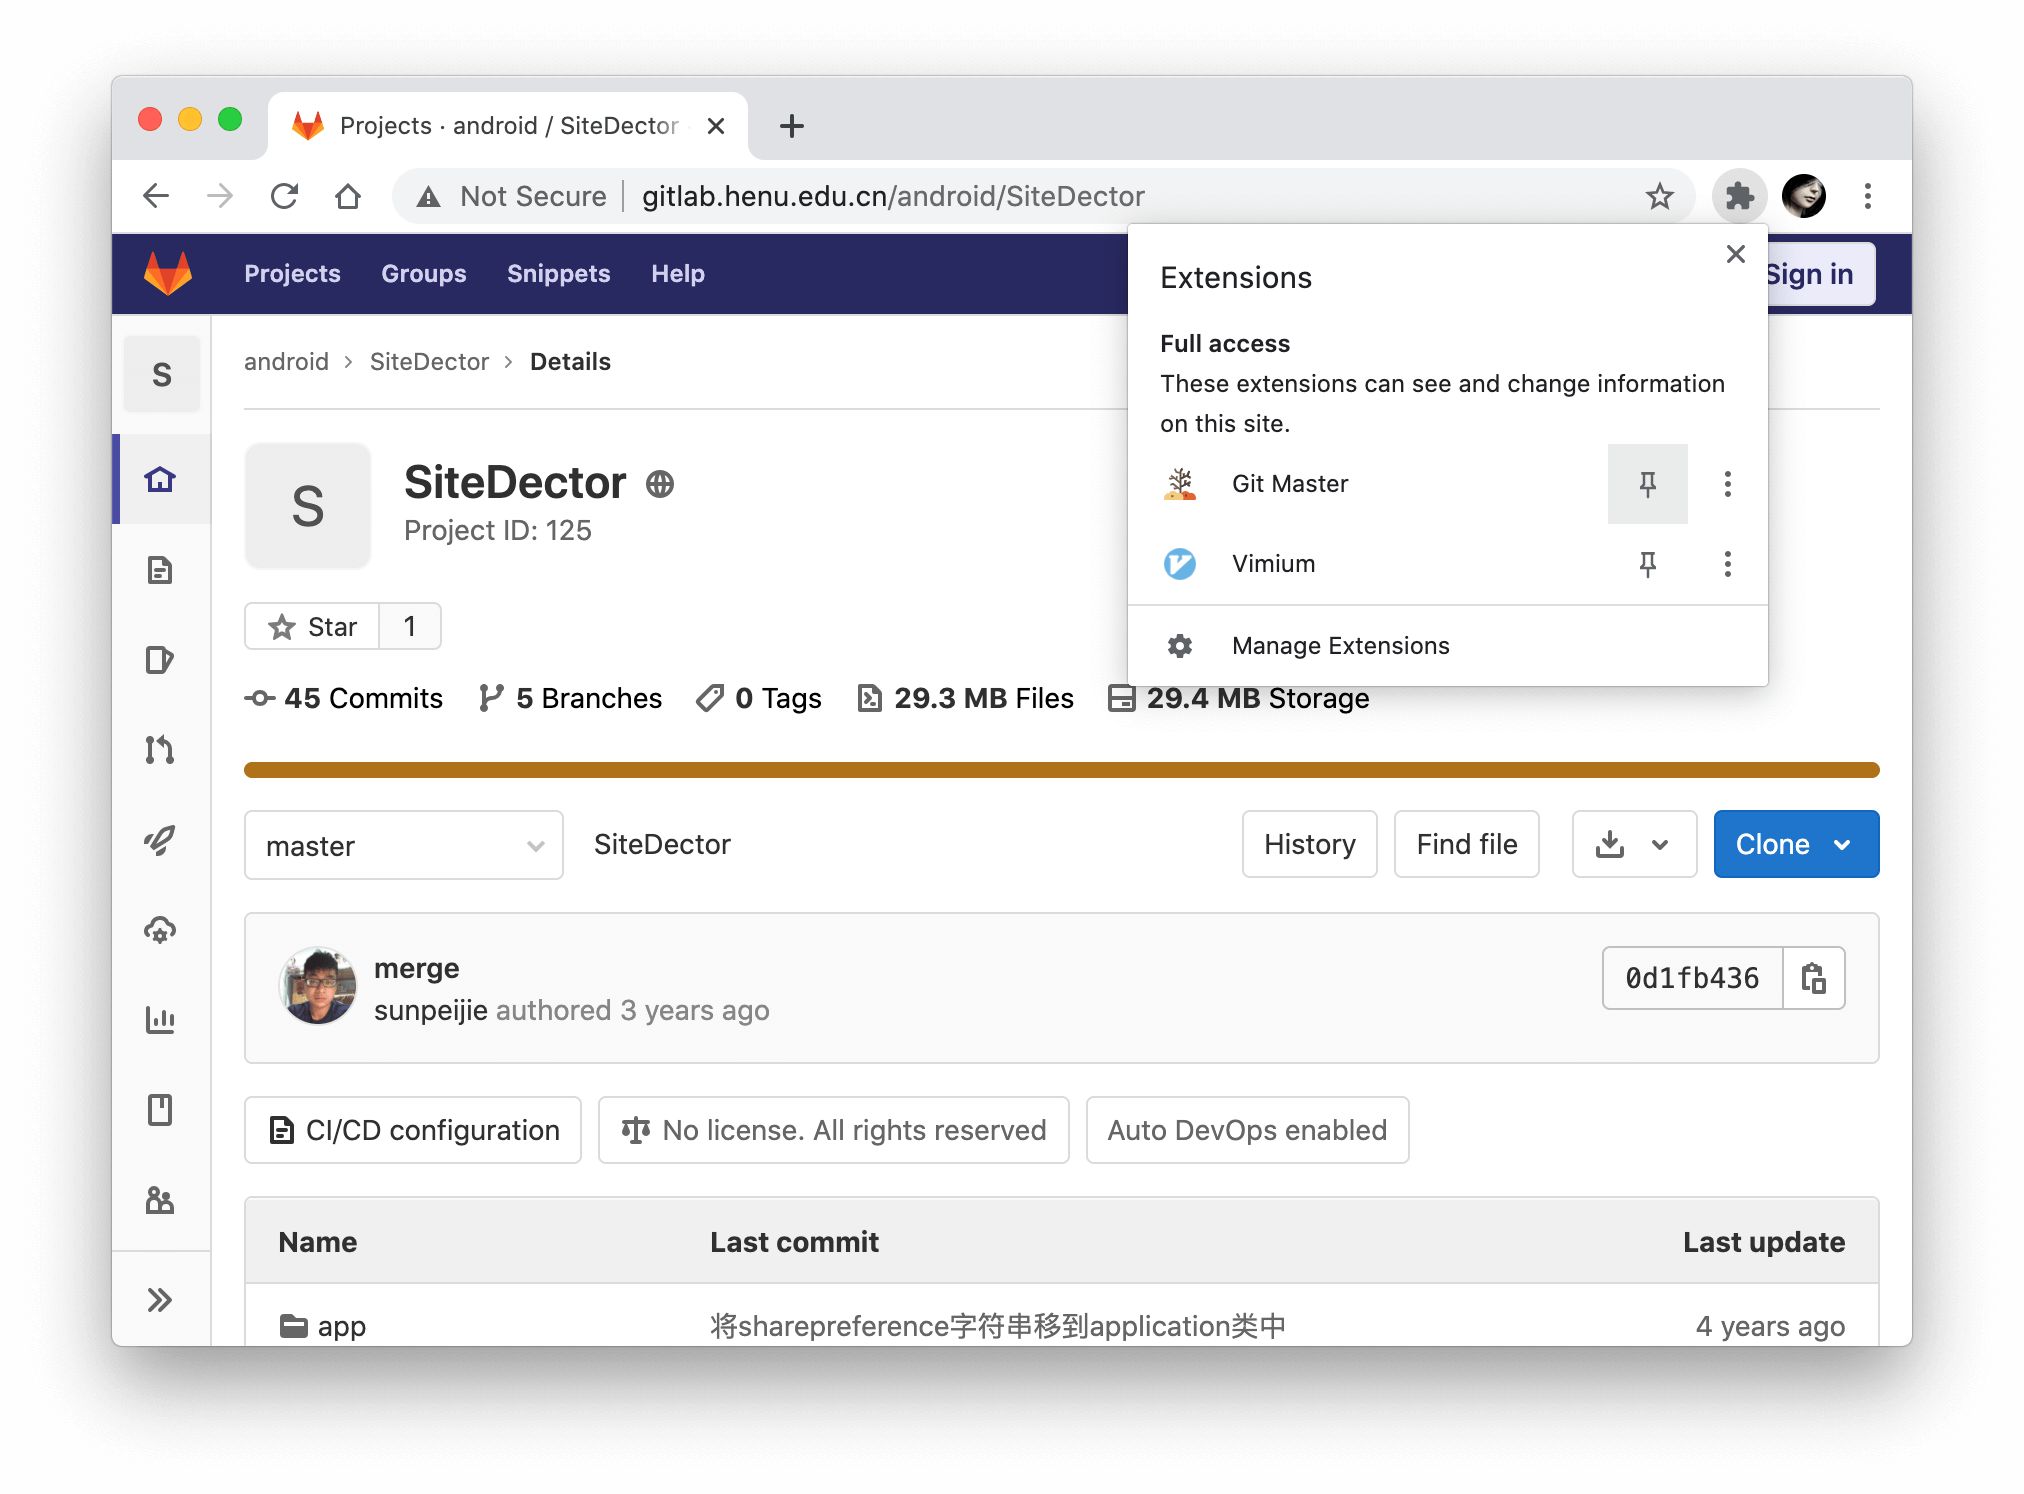 Projects · android / SiteDector
Not Secure gitlab.henu.edu.cn/android/SiteDector
Projects Groups Snippets Help
Sign in
Extensions
Full access
These extensions can see and change information
on this site.
Git Master
Vimium
Manage Extensions
S
android › SiteDector › Details
S
SiteDector
Project ID: 125
Star 1
45 Commits 5 Branches 0 Tags 29.3 MB Files 29.4 MB Storage
master SiteDector History Find file Clone
merge
sunpeijie authored 3 years ago
0d1fb436
CI/CD configuration No license. All rights reserved Auto DevOps enabled
Name Last commit Last update
app 将sharepreference字符串移到application类中 4 years ago